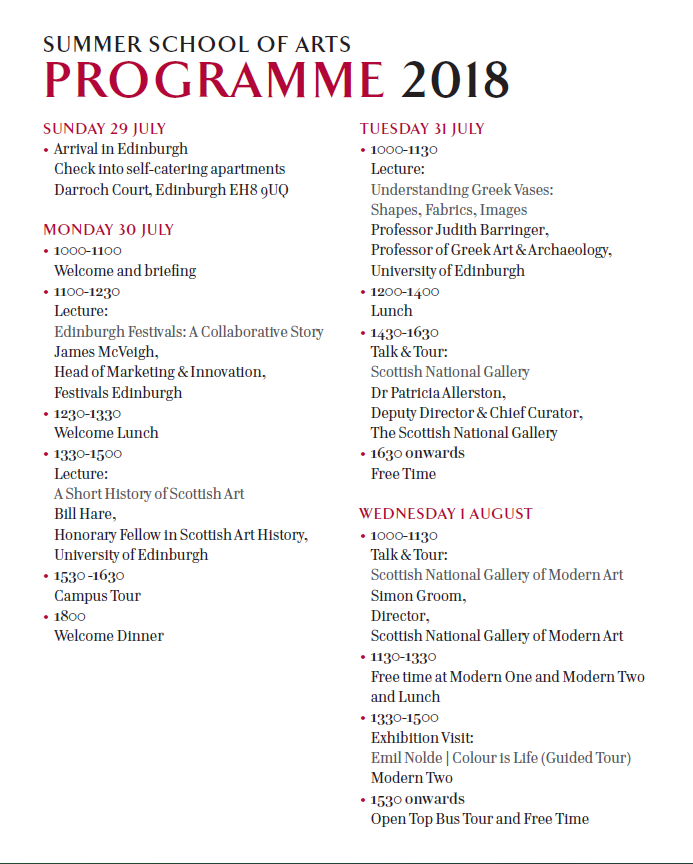 SUMMER SCHOOL OF ARTS
PROGRAMME 2018
SUNDAY 29 JULY
• Arrival in Edinburgh
Check into self-catering apartments
Darroch Court, Edinburgh EH8 9UQ
MONDAY 30 JULY
• 1000-1100
Welcome and briefing
• 1100-1230
Lecture:
Edinburgh Festivals: A Collaborative Story
James McVeigh,
Head of Marketing & Innovation,
Festivals Edinburgh
• 1230-1330
Welcome Lunch
• 1330-1500
Lecture:
A Short History of Scottish Art
Bill Hare,
Honorary Fellow in Scottish Art History,
University of Edinburgh
• 1530 -1630
Campus Tour
• 1800
Welcome Dinner
TUESDAY 31 JULY
• 1000-1130
Lecture:
Understanding Greek Vases:
Shapes, Fabrics, Images
Professor Judith Barringer,
Professor of Greek Art & Archaeology,
University of Edinburgh
• 1200-1400
Lunch
• 1430-1630
Talk & Tour:
Scottish National Gallery
Dr Patricia Allerston,
Deputy Director & Chief Curator,
The Scottish National Gallery
• 1630 onwards
Free Time
WEDNESDAY 1 AUGUST
• 1000-1130
Talk & Tour:
Scottish National Gallery of Modern Art
Simon Groom,
Director,
Scottish National Gallery of Modern Art
• 1130-1330
Free time at Modern One and Modern Two
and Lunch
• 1330-1500
Exhibition Visit:
Emil Nolde | Colour is Life (Guided Tour)
Modern Two
• 1530 onwards
Open Top Bus Tour and Free Time